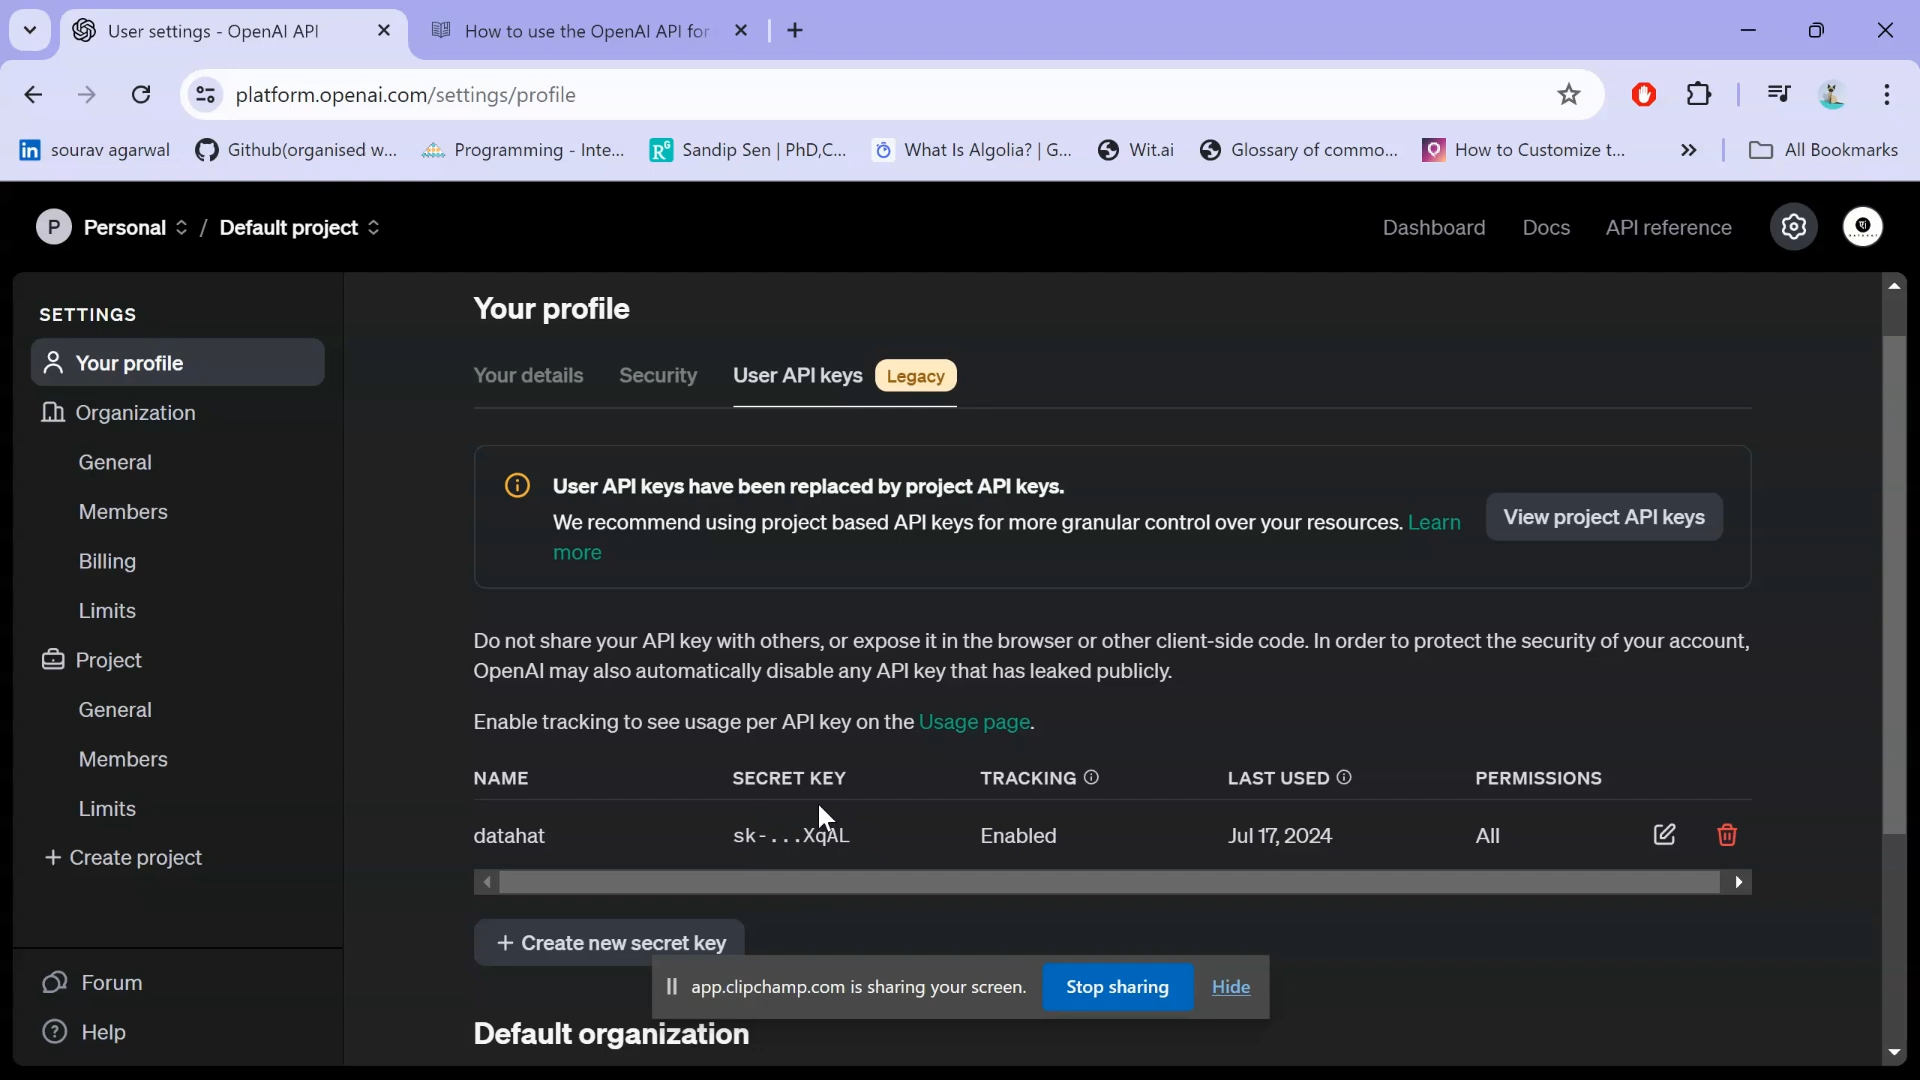 User settings - OpenAI API
How to use the OpenAI API for
platform.openai.com/settings/profile
sourav agarwal
Github(organised w...
Programming - Inte...
Sandip Sen | PhD,C...
What Is Algolia? | G...
Wit.ai
Glossary of commo...
How to Customize t...
All Bookmarks
P Personal / Default project
Dashboard
Docs
API reference
SETTINGS
Your profile
Organization
General
Members
Billing
Limits
Project
General
Members
Limits
+ Create project
Forum
Help
Your profile
Your details
Security
User API keys
Legacy
User API keys have been replaced by project API keys.
We recommend using project based API keys for more granular control over your resources. Learn
more
View project API keys
Do not share your API key with others, or expose it in the browser or other client-side code. In order to protect the security of your account,
OpenAI may also automatically disable any API key that has leaked publicly.
Enable tracking to see usage per API key on the Usage page.
NAME SECRET KEY TRACKING LAST USED PERMISSIONS
datahat sk-...XqAL Enabled Jul 17, 2024 All
+ Create new secret key
app.clipchamp.com is sharing your screen.
Stop sharing
Hide
Default organization